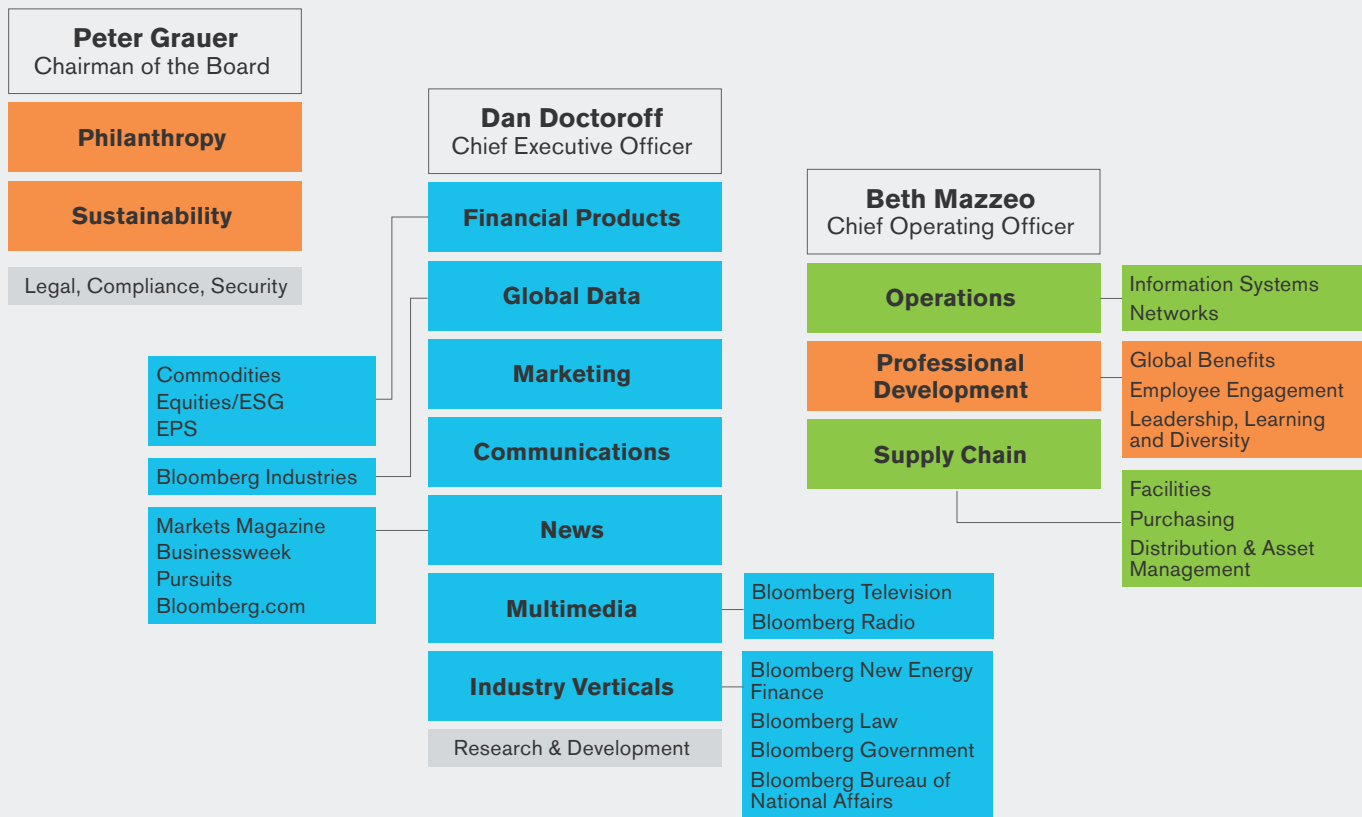 Peter Grauer
Chairman of the Board
Philanthropy
Sustainability
Legal, Compliance, Security
Dan Doctoroff
Chief Executive Officer
Financial Products
Global Data
Marketing
Communications
News
Multimedia
Industry Verticals
Research & Development
Commodities
Equities/ESG
EPS
Bloomberg Industries
Markets Magazine
Businessweek
Pursuits
Bloomberg.com
Bloomberg Television
Bloomberg Radio
Bloomberg New Energy
Finance
Bloomberg Law
Bloomberg Government
Bloomberg Bureau of
National Affairs
Beth Mazzeo
Chief Operating Officer
Operations
Professional
Development
Supply Chain
Information Systems
Networks
Global Benefits
Employee Engagement
Leadership, Learning
and Diversity
Facilities
Purchasing
Distribution & Asset
Management